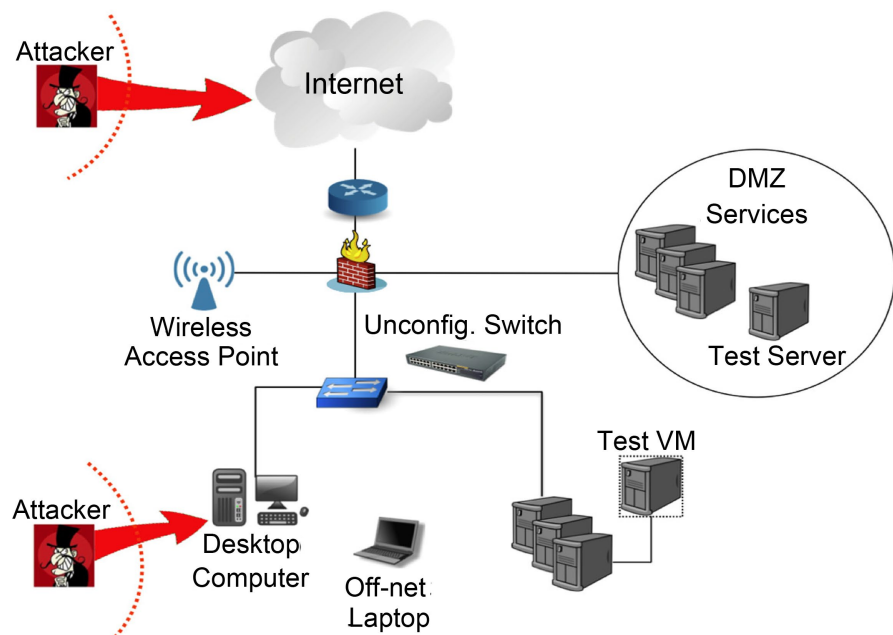 Attacker
Internet
DMZ
Services
Wireless
Access Point
Unconfig. Switch
Test Server
Test VM
Attacker
Desktop
Computer
Off-net
Laptop